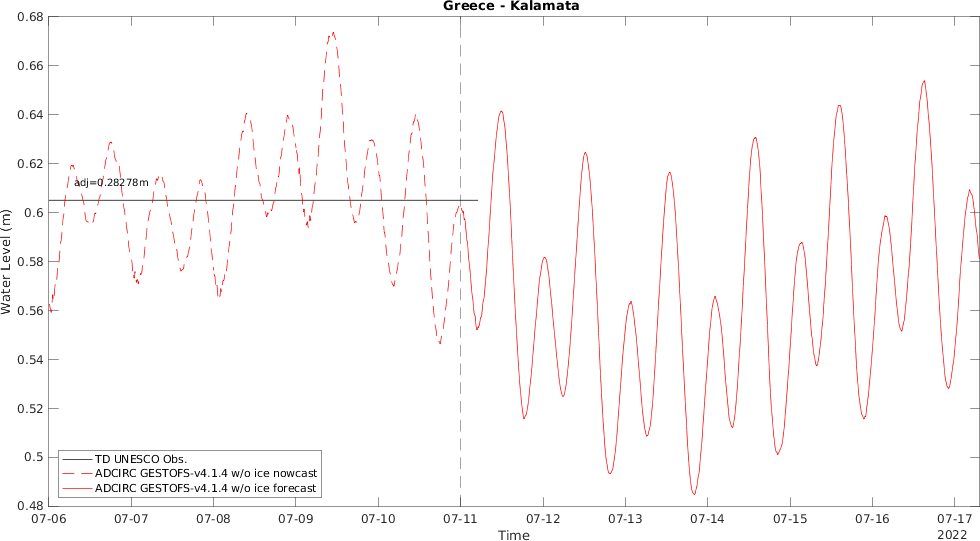 Greece - Kalamata
0.68
0.66
0.64
0.62
0.6
0.58
0.56
0.54
0.52
0.5
0.48
Water Level (m)
adj=0.28278m
TD UNESCO Obs.
ADCIRC GESTOFS-v4.1.4 w/o ice nowcast
ADCIRC GESTOFS-v4.1.4 w/o ice forecast
07-06 07-07 07-08 07-09 07-10 07-11 07-12 07-13 07-14 07-15 07-16 07-17
Time
2022